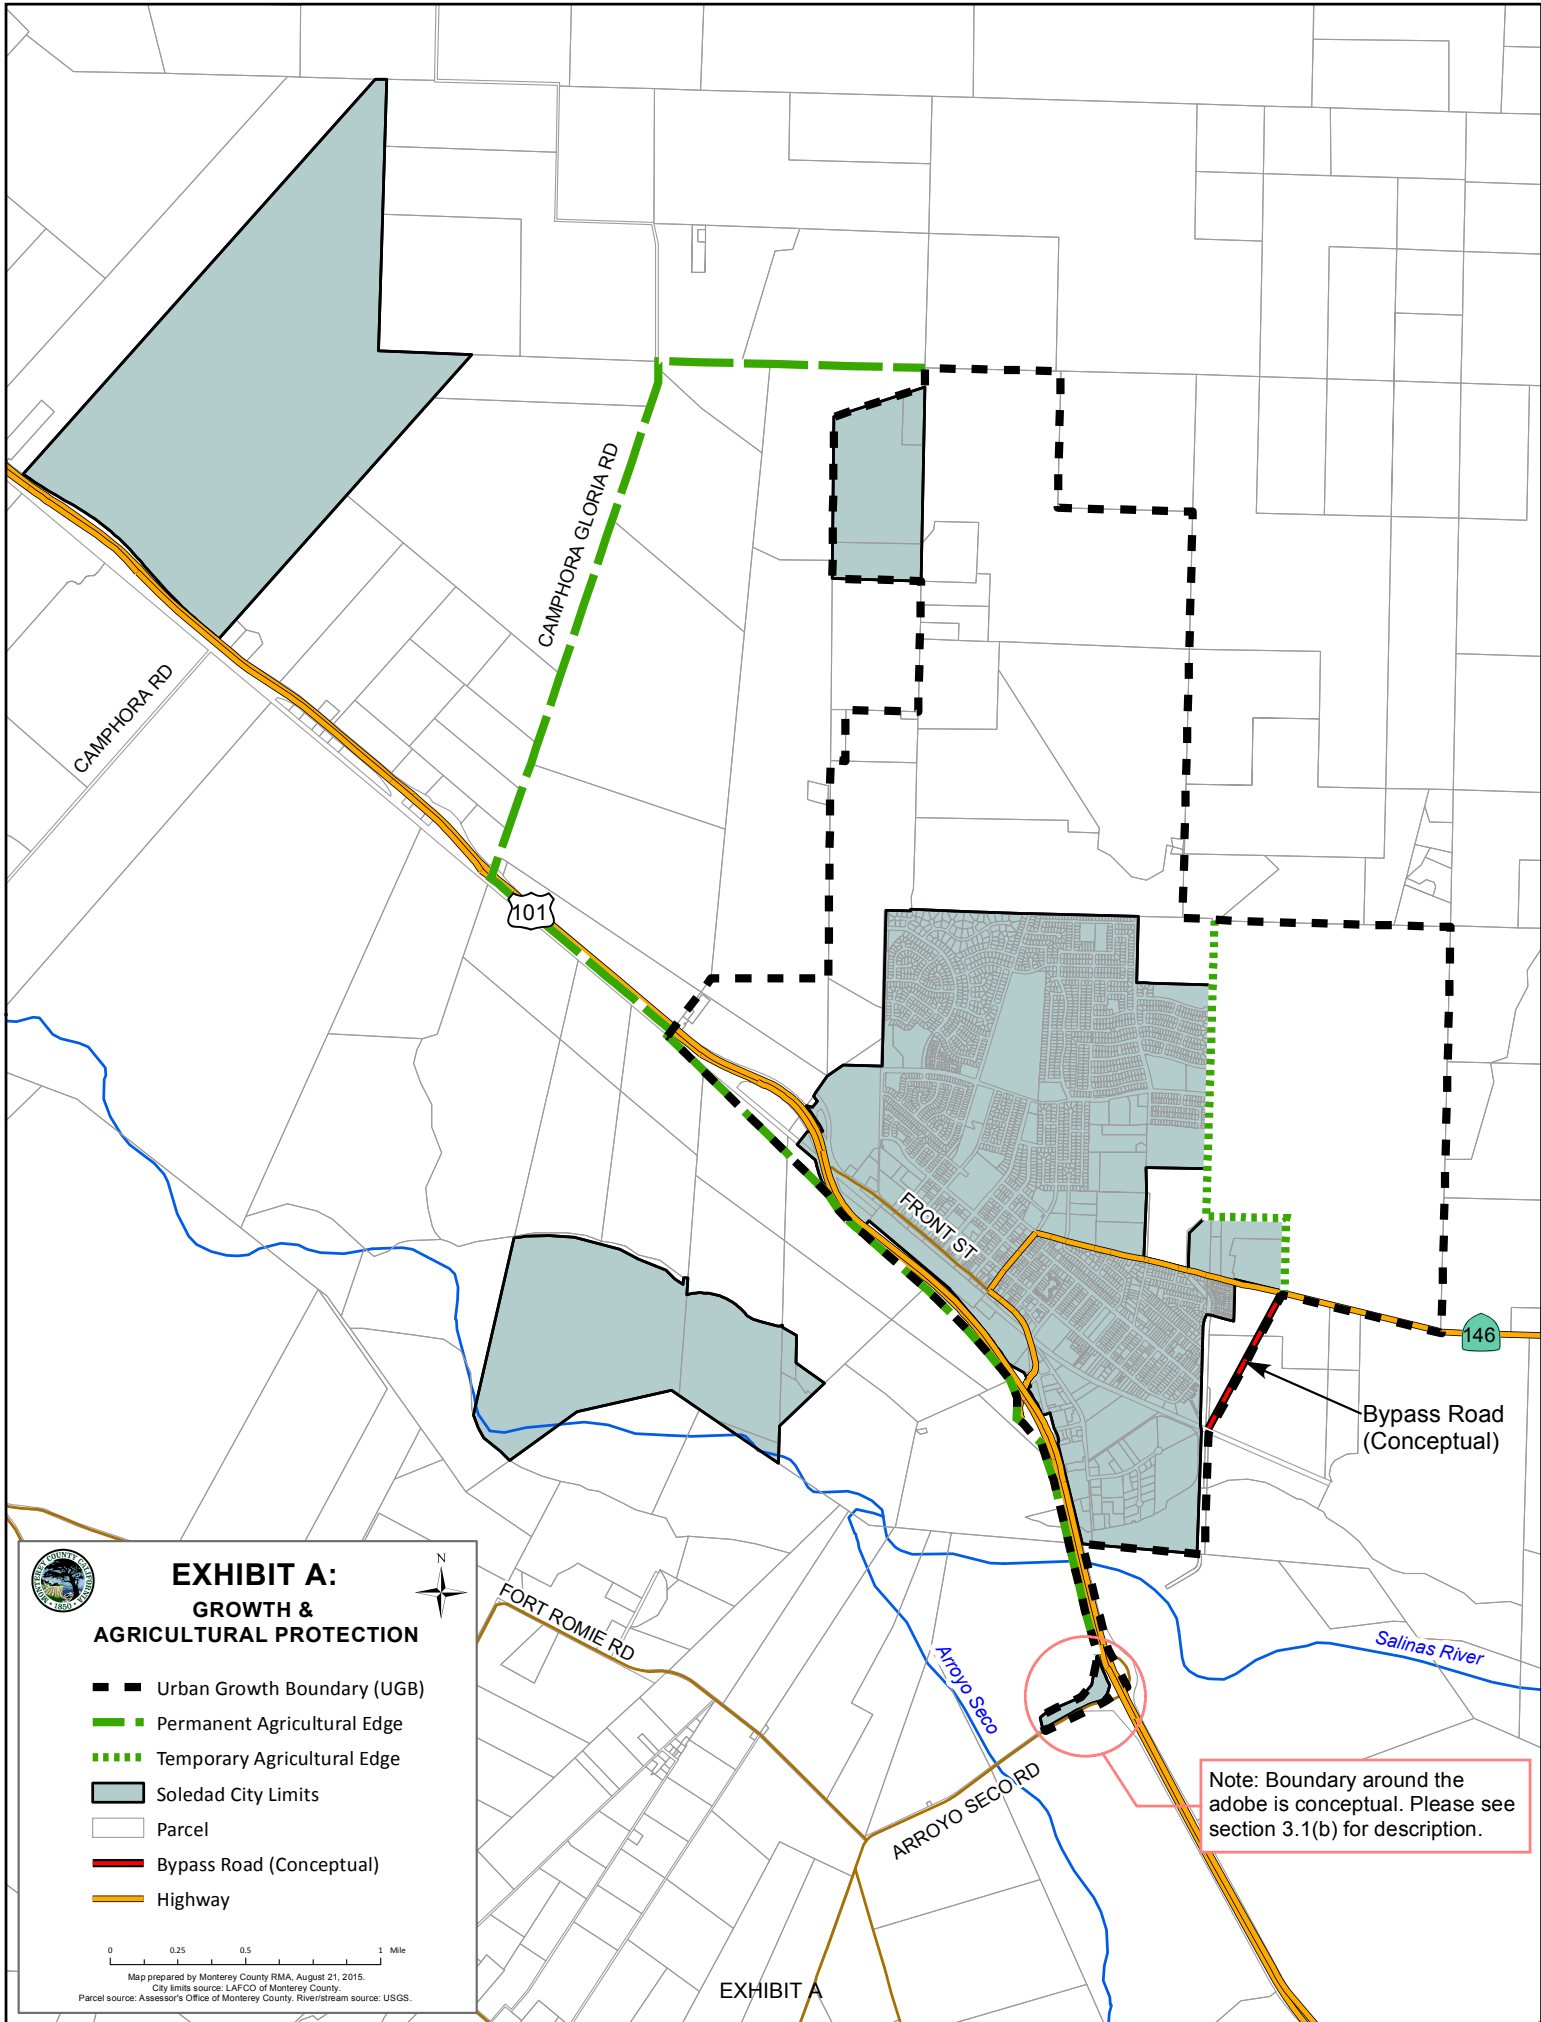 CAMPHORA GLORIA RD
CAMPHORA RD
101
FRONT ST
146
Bypass Road
(Conceptual)
EXHIBIT A:
GROWTH &
AGRICULTURAL PROTECTION
N
MONTEREY COUNTY CALIFORNIA
1850
Urban Growth Boundary (UGB)
Permanent Agricultural Edge
Temporary Agricultural Edge
Soledad City Limits
Parcel
Bypass Road (Conceptual)
Highway
0 0.25 0.5 1 Mile
Map prepared by Monterey County RMA, August 21, 2015.
City limits source: LAFCO of Monterey County.
Parcel source: Assessor's Office of Monterey County. River/stream source: USGS.
FORT ROMIE RD
Arroyo Seco
Salinas River
ARROYO SECO RD
Note: Boundary around the
adobe is conceptual. Please see
section 3.1(b) for description.
EXHIBIT A